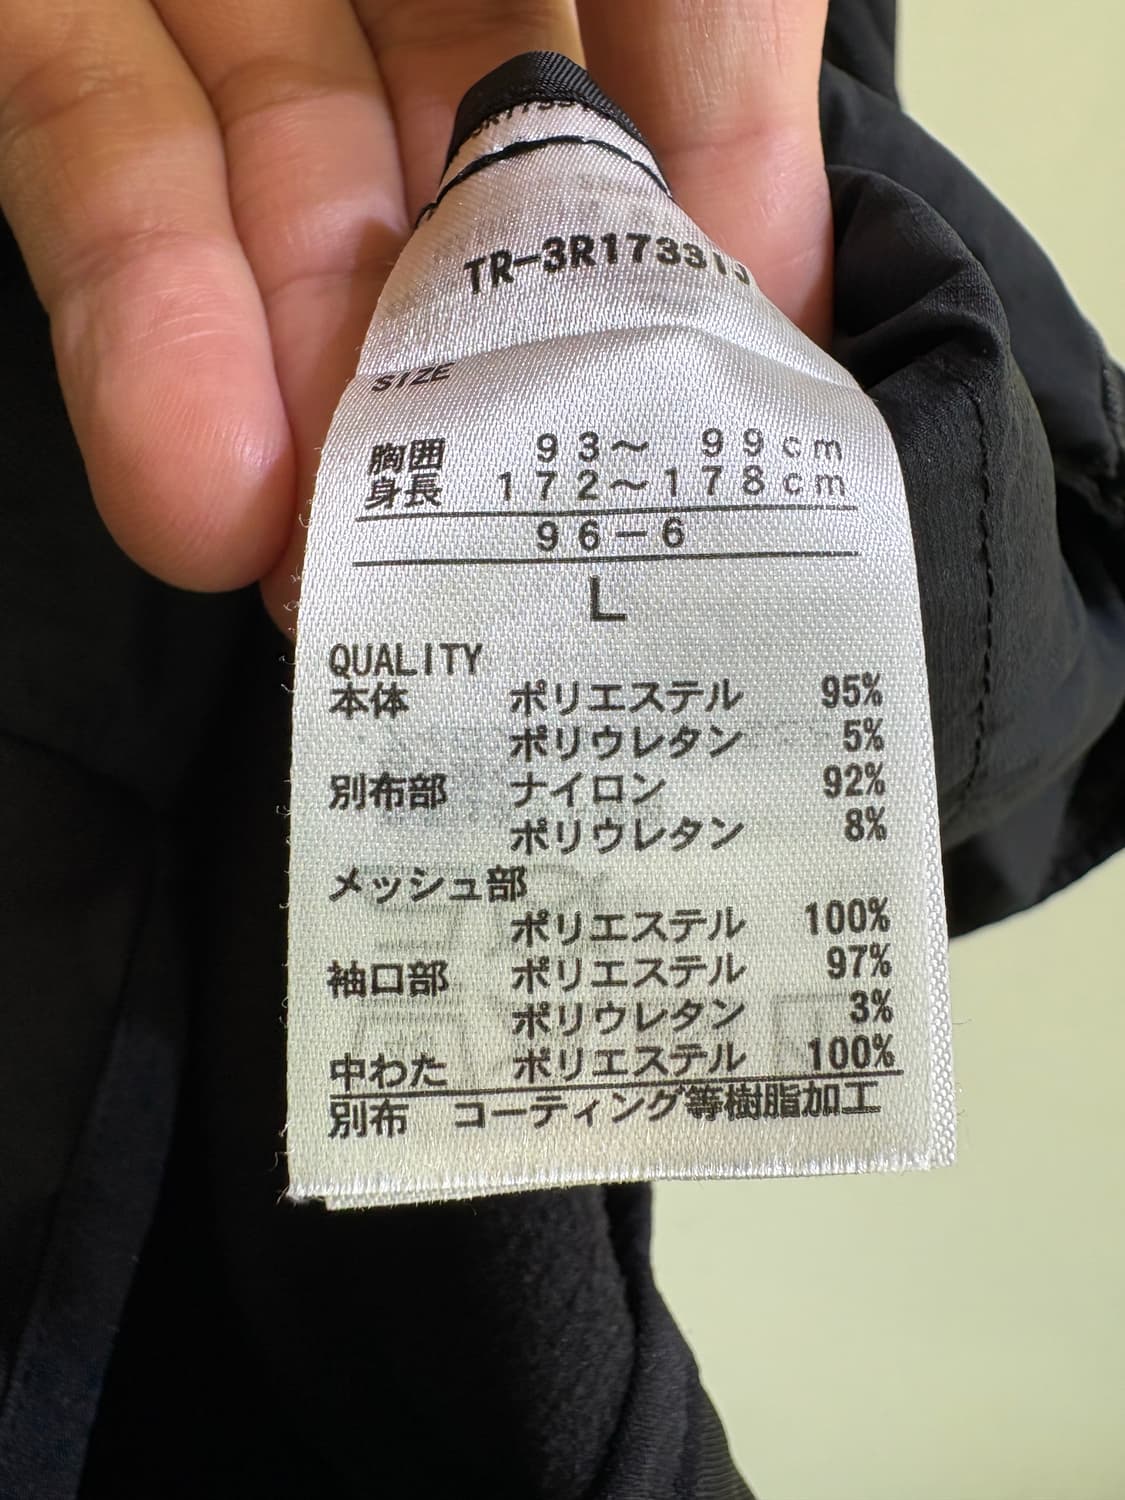 TR-3R173313
SIZE
胸囲 93～ 99cm
身長 172～178cm
96－6
L
QUALITY
本体 ポリエステル 95%
ポリウレタン 5%
別布部 ナイロン 92%
ポリウレタン 8%
メッシュ部
ポリエステル 100%
袖口部 ポリエステル 97%
ポリウレタン 3%
中わた ポリエステル 100%
別布 コーティング等樹脂加工